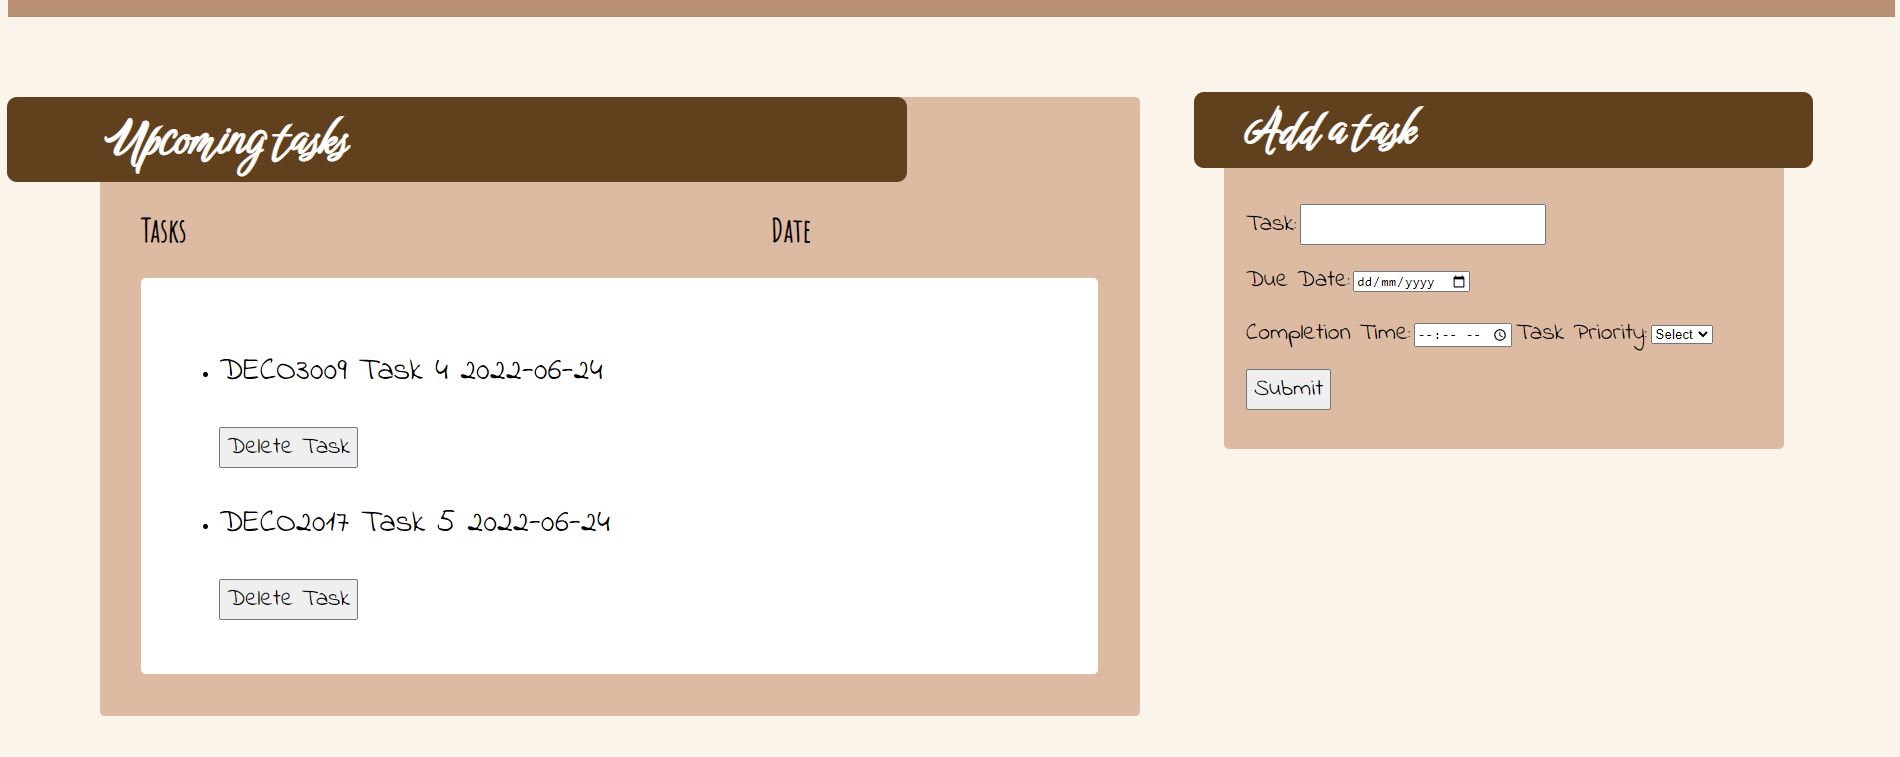 Upcoming tasks
Tasks
Date
DECO3009 Task 4 2022-06-24
Delete Task
DECO2017 Task 5 2022-06-24
Delete Task
Add a task
Task:
Due Date: dd/mm/yyyy
Completion Time: --:-- -- Task Priority: Select
Submit